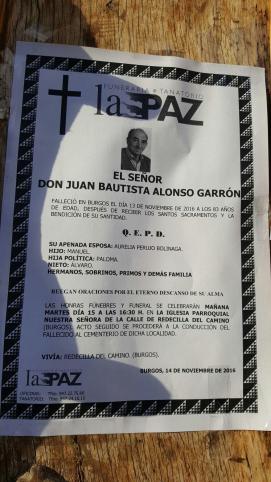 FUNERARIA & TANATORIO
la PAZ
EL SEÑOR
DON JUAN BAUTISTA ALONSO GARRÓN
FALLECIÓ EN BURGOS EL DÍA 13 DE NOVIEMBRE DE 2016 A LOS 83 AÑOS
DE EDAD, DESPUÉS DE RECIBIR LOS SANTOS SACRAMENTOS Y LA
BENDICIÓN DE SU SANTIDAD.
Q. E. P. D.
SU APENADA ESPOSA: AURELIA PERUJO BOLINAGA.
HIJO: MANUEL.
HIJA POLÍTICA: PALOMA.
NIETO: ÁLVARO.
HERMANOS, SOBRINOS, PRIMOS Y DEMÁS FAMILIA
RUEGAN ORACIONES POR EL ETERNO DESCANSO DE SU ALMA
LAS HONRAS FÚNEBRES Y FUNERAL SE CELEBRARÁN MAÑANA
MARTES DÍA 15 A LAS 16:30 H. EN LA IGLESIA PARROQUIAL
NUESTRA SEÑORA DE LA CALLE DE REDECILLA DEL CAMINO
(BURGOS). ACTO SEGUIDO SE PROCEDERÁ A LA CONDUCCIÓN DEL
FALLECIDO AL CEMENTERIO DE DICHA LOCALIDAD.
VIVÍA: REDECILLA DEL CAMINO. (BURGOS).
BURGOS, 14 DE NOVIEMBRE DE 2016
la PAZ
OFICINAS:
TANATORIO: